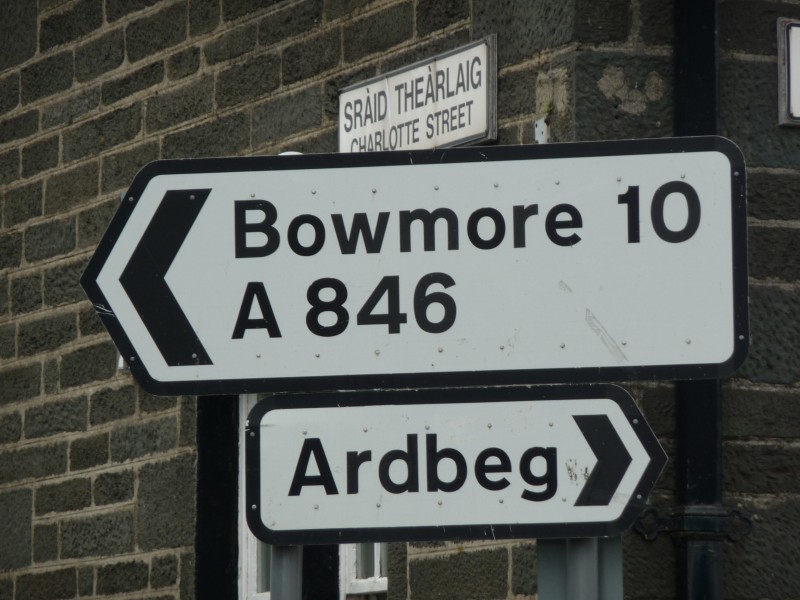 SRÀID THEÀRLAIG
CHARLOTTE STREET
Bowmore 10
A 846
Ardbeg